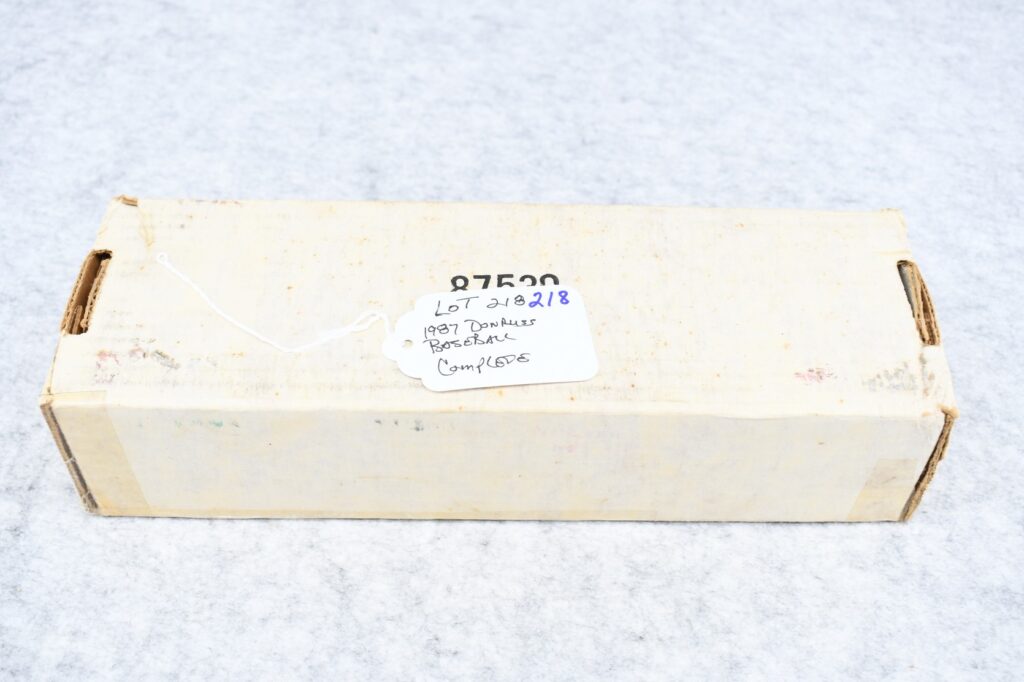 87520
LOT 218 218
1987 DONRUSS
BASEBALL
COMPLETE